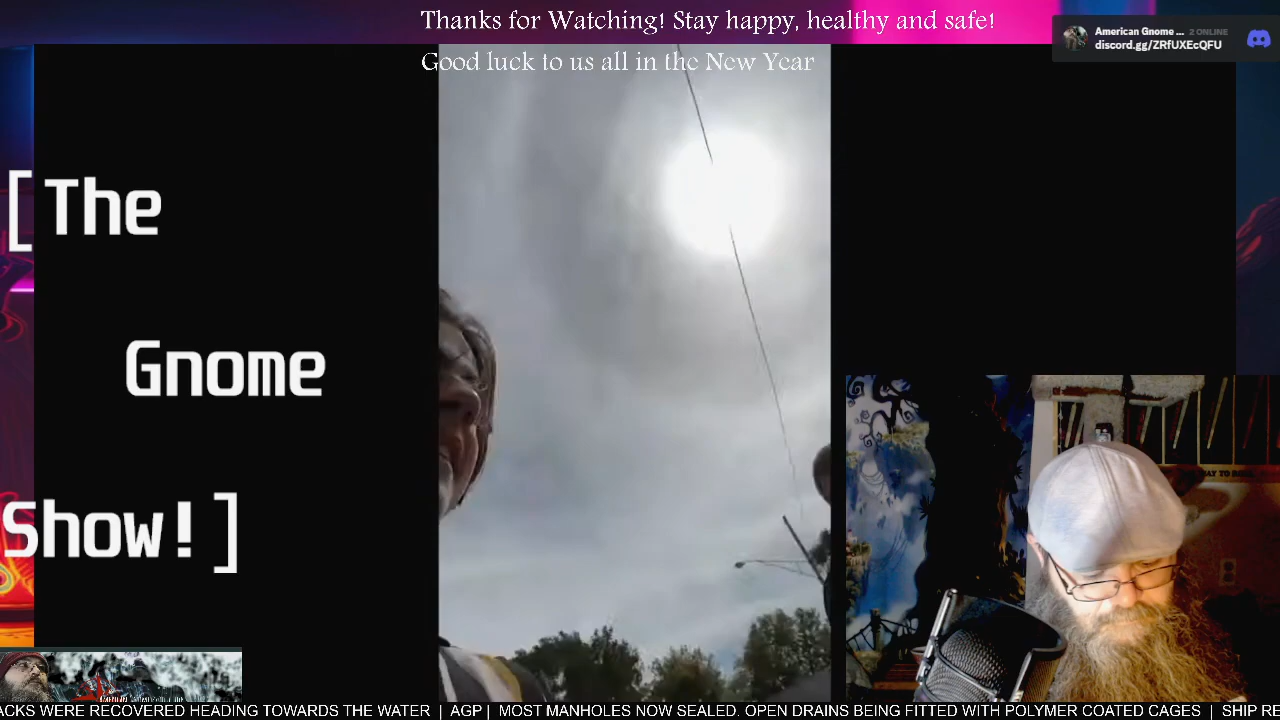 Thanks for Watching! Stay happy, healthy and safe!
American Gnome ... 2 ONLINE
discord.gg/ZRfUXEcQFU
Good luck to us all in the New Year
[The
Gnome
Show!]
ACKS WERE RECOVERED HEADING TOWARDS THE WATER | AGP | MOST MANHOLES NOW SEALED. OPEN DRAINS BEING FITTED WITH POLYMER COATED CAGES | SHIP RE